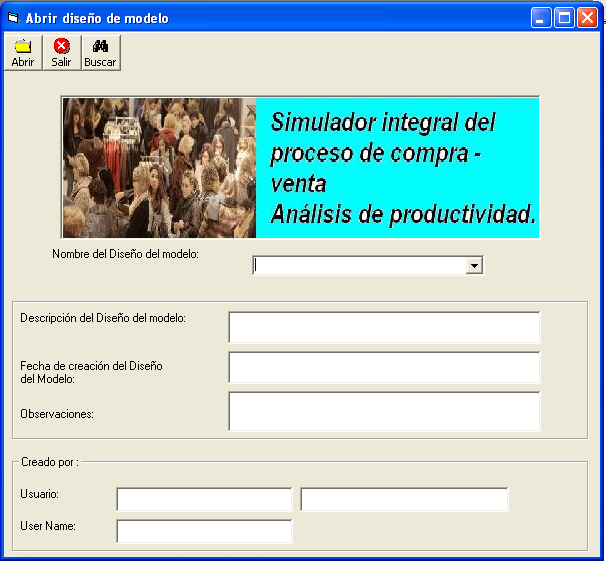 Abrir diseño de modelo
Abrir Salir Buscar
Simulador integral del
proceso de compra -
venta
Análisis de productividad.
Nombre del Diseño del modelo:
Descripción del Diseño del modelo:
Fecha de creación del Diseño
del Modelo:
Observaciones:
Creado por :
Usuario:
User Name: